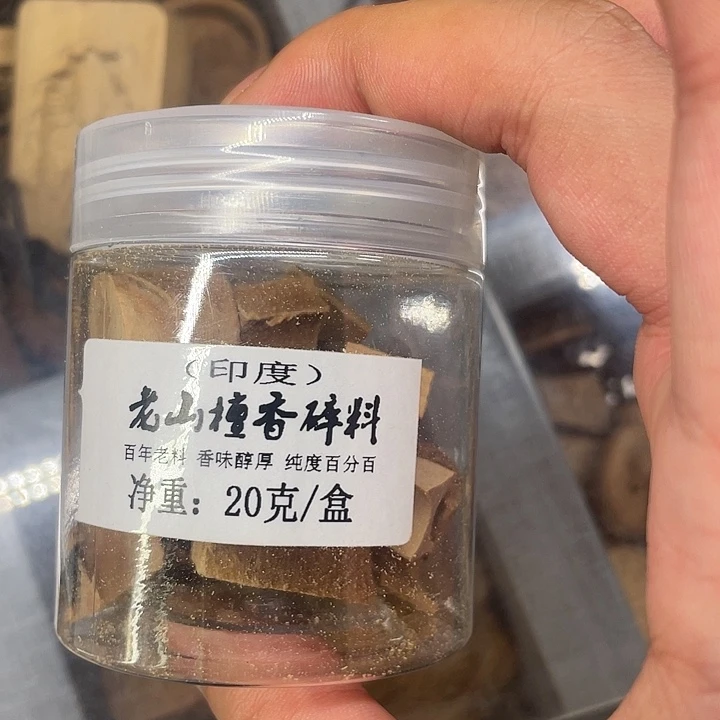 （印度）
老山檀香碎料
百年老料 香味醇厚 纯度百分百
净重：20克/盒